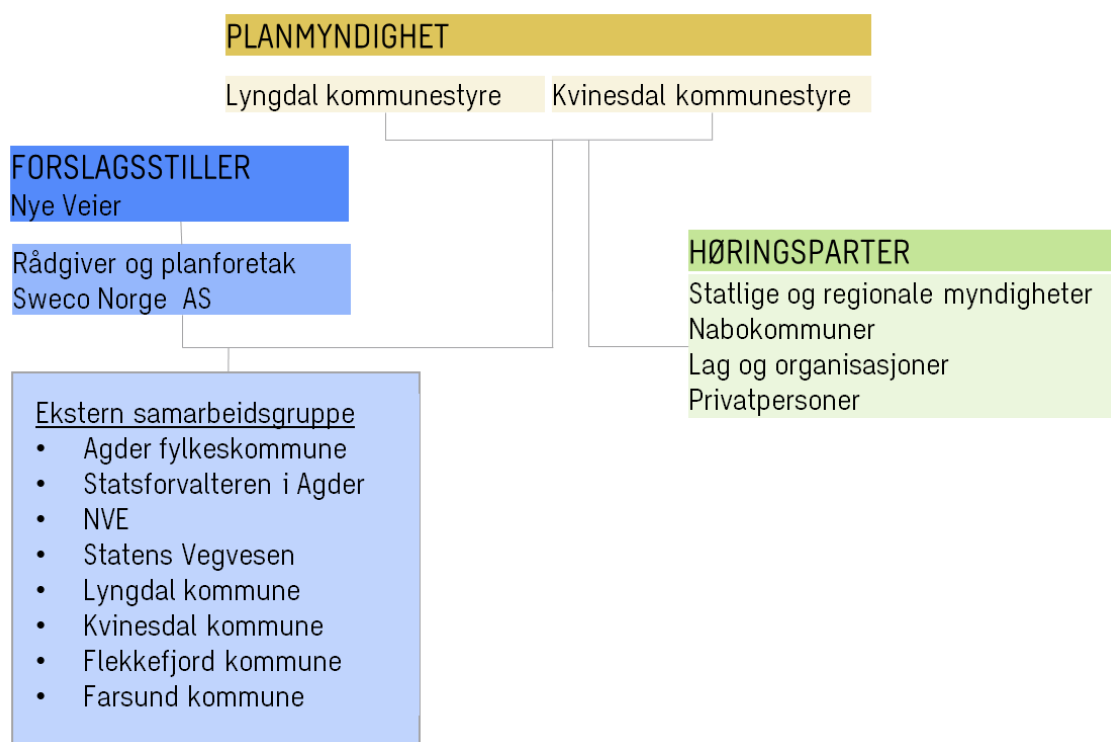 PLANMYNDIGHET
Lyngdal kommunestyre
Kvinesdal kommunestyre
FORSLAGSSTILLER
Nye Veier
Rådgiver og planforetak
Sweco Norge AS
HØRINGSPARTER
Statlige og regionale myndigheter
Nabokommuner
Lag og organisasjoner
Privatpersoner
Ekstern samarbeidsgruppe
• Agder fylkeskommune
• Statsforvalteren i Agder
• NVE
• Statens Vegvesen
• Lyngdal kommune
• Kvinesdal kommune
• Flekkefjord kommune
• Farsund kommune